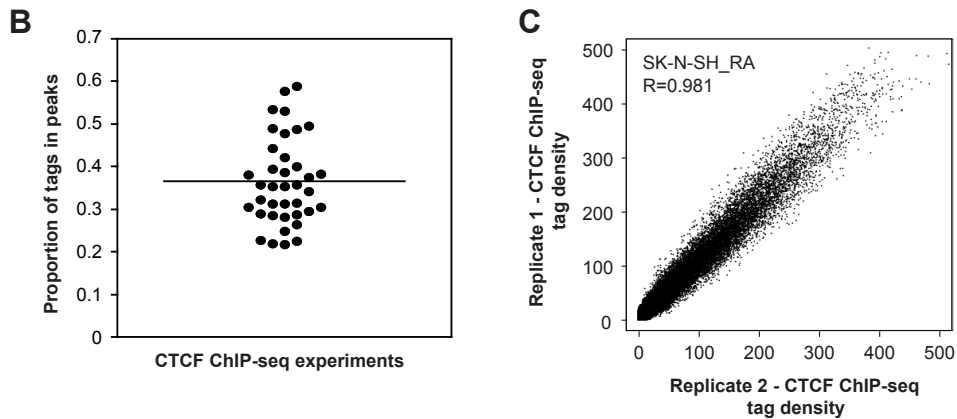 B
Proportion of tags in peaks
0.7
0.6
0.5
0.4
0.3
0.2
0.1
0
CTCF ChIP-seq experiments
C
Replicate 1 - CTCF ChIP-seq
tag density
500
400
300
200
100
0
SK-N-SH_RA
R=0.981
0 100 200 300 400 500
Replicate 2 - CTCF ChIP-seq
tag density